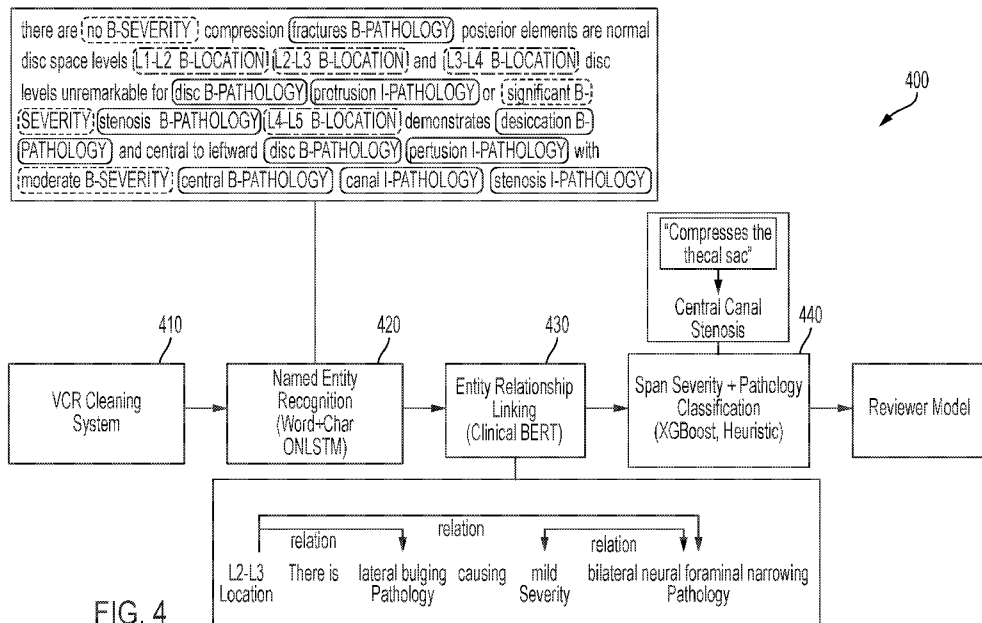 there are no B-SEVERITY compression fractures B-PATHOLOGY posterior elements are normal
disc space levels L1-L2 B-LOCATION L2-L3 B-LOCATION and L3-L4 B-LOCATION disc
levels unremarkable for disc B-PATHOLOGY protrusion I-PATHOLOGY or significant B-
SEVERITY stenosis B-PATHOLOGY L4-L5 B-LOCATION demonstrates desiccation B-
PATHOLOGY and central to leftward disc B-PATHOLOGY pertusion I-PATHOLOGY with
moderate B-SEVERITY central B-PATHOLOGY canal I-PATHOLOGY stenosis I-PATHOLOGY
400
"Compresses the
thecal sac"
Central Canal
Stenosis
410
VCR Cleaning
System
420
Named Entity
Recognition
(Word+Char
ONLSTM)
430
Entity Relationship
Linking
(Clinical BERT)
440
Span Severity + Pathology
Classification
(XGBoost, Heuristic)
Reviewer Model
relation
relation
relation
L2-L3 There is lateral bulging causing mild bilateral neural foraminal narrowing
Location Pathology Severity Pathology
FIG. 4